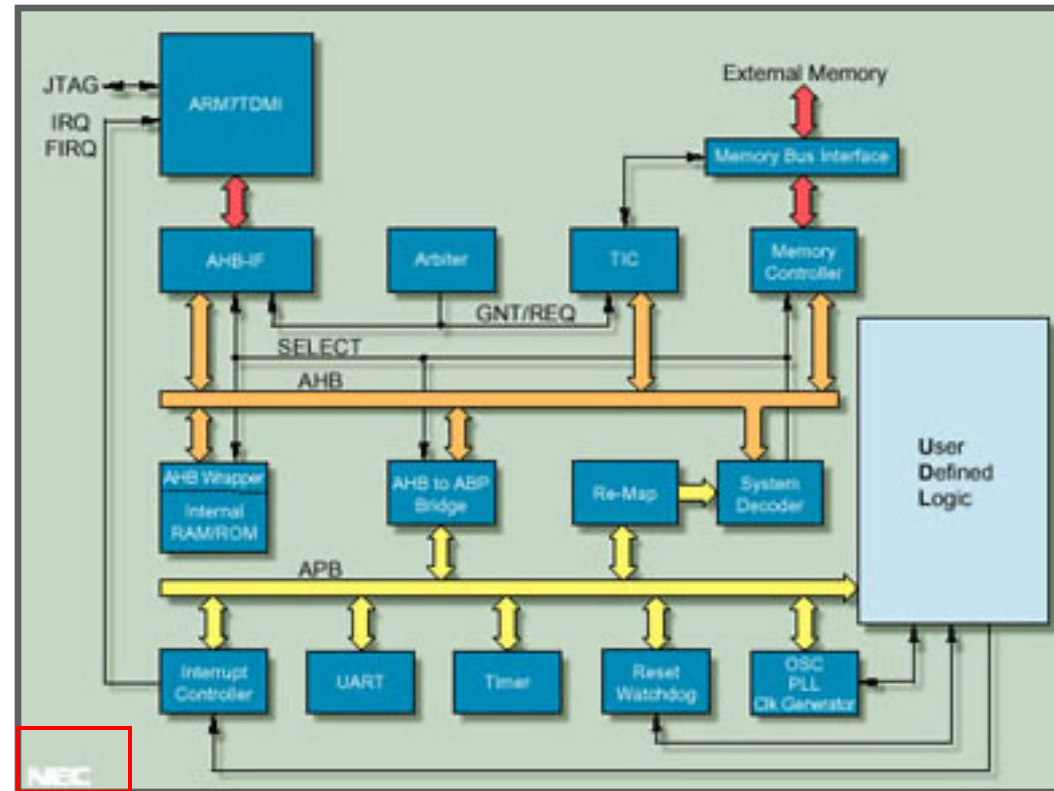 JTAG
IRQ
FIRQ
ARM7TDMI
External Memory
Memory Bus Interface
AHB-IF
Arbiter
TIC
Memory
Controller
GNT/REQ
SELECT
AHB
User
Defined
Logic
AHB Wrapper
Internal
RAM/ROM
AHB to ABP
Bridge
Re-Map
System
Decoder
APB
Interrupt
Controller
UART
Timer
Reset
Watchdog
OSC
PLL
Clk Generator
NEC